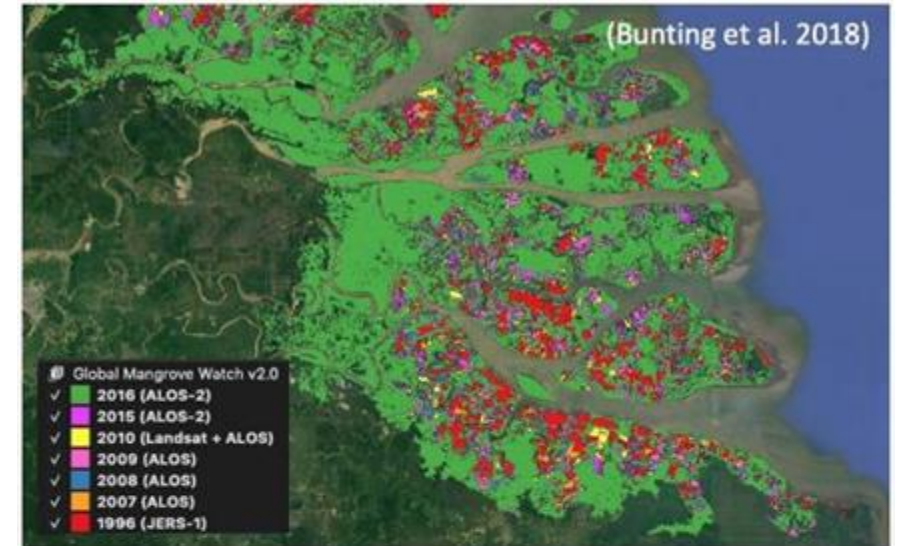 (Bunting et al. 2018)
Global Mangrove Watch v2.0
2016 (ALOS-2)
2015 (ALOS-2)
2010 (Landsat + ALOS)
2009 (ALOS)
2008 (ALOS)
2007 (ALOS)
1996 (JERS-1)